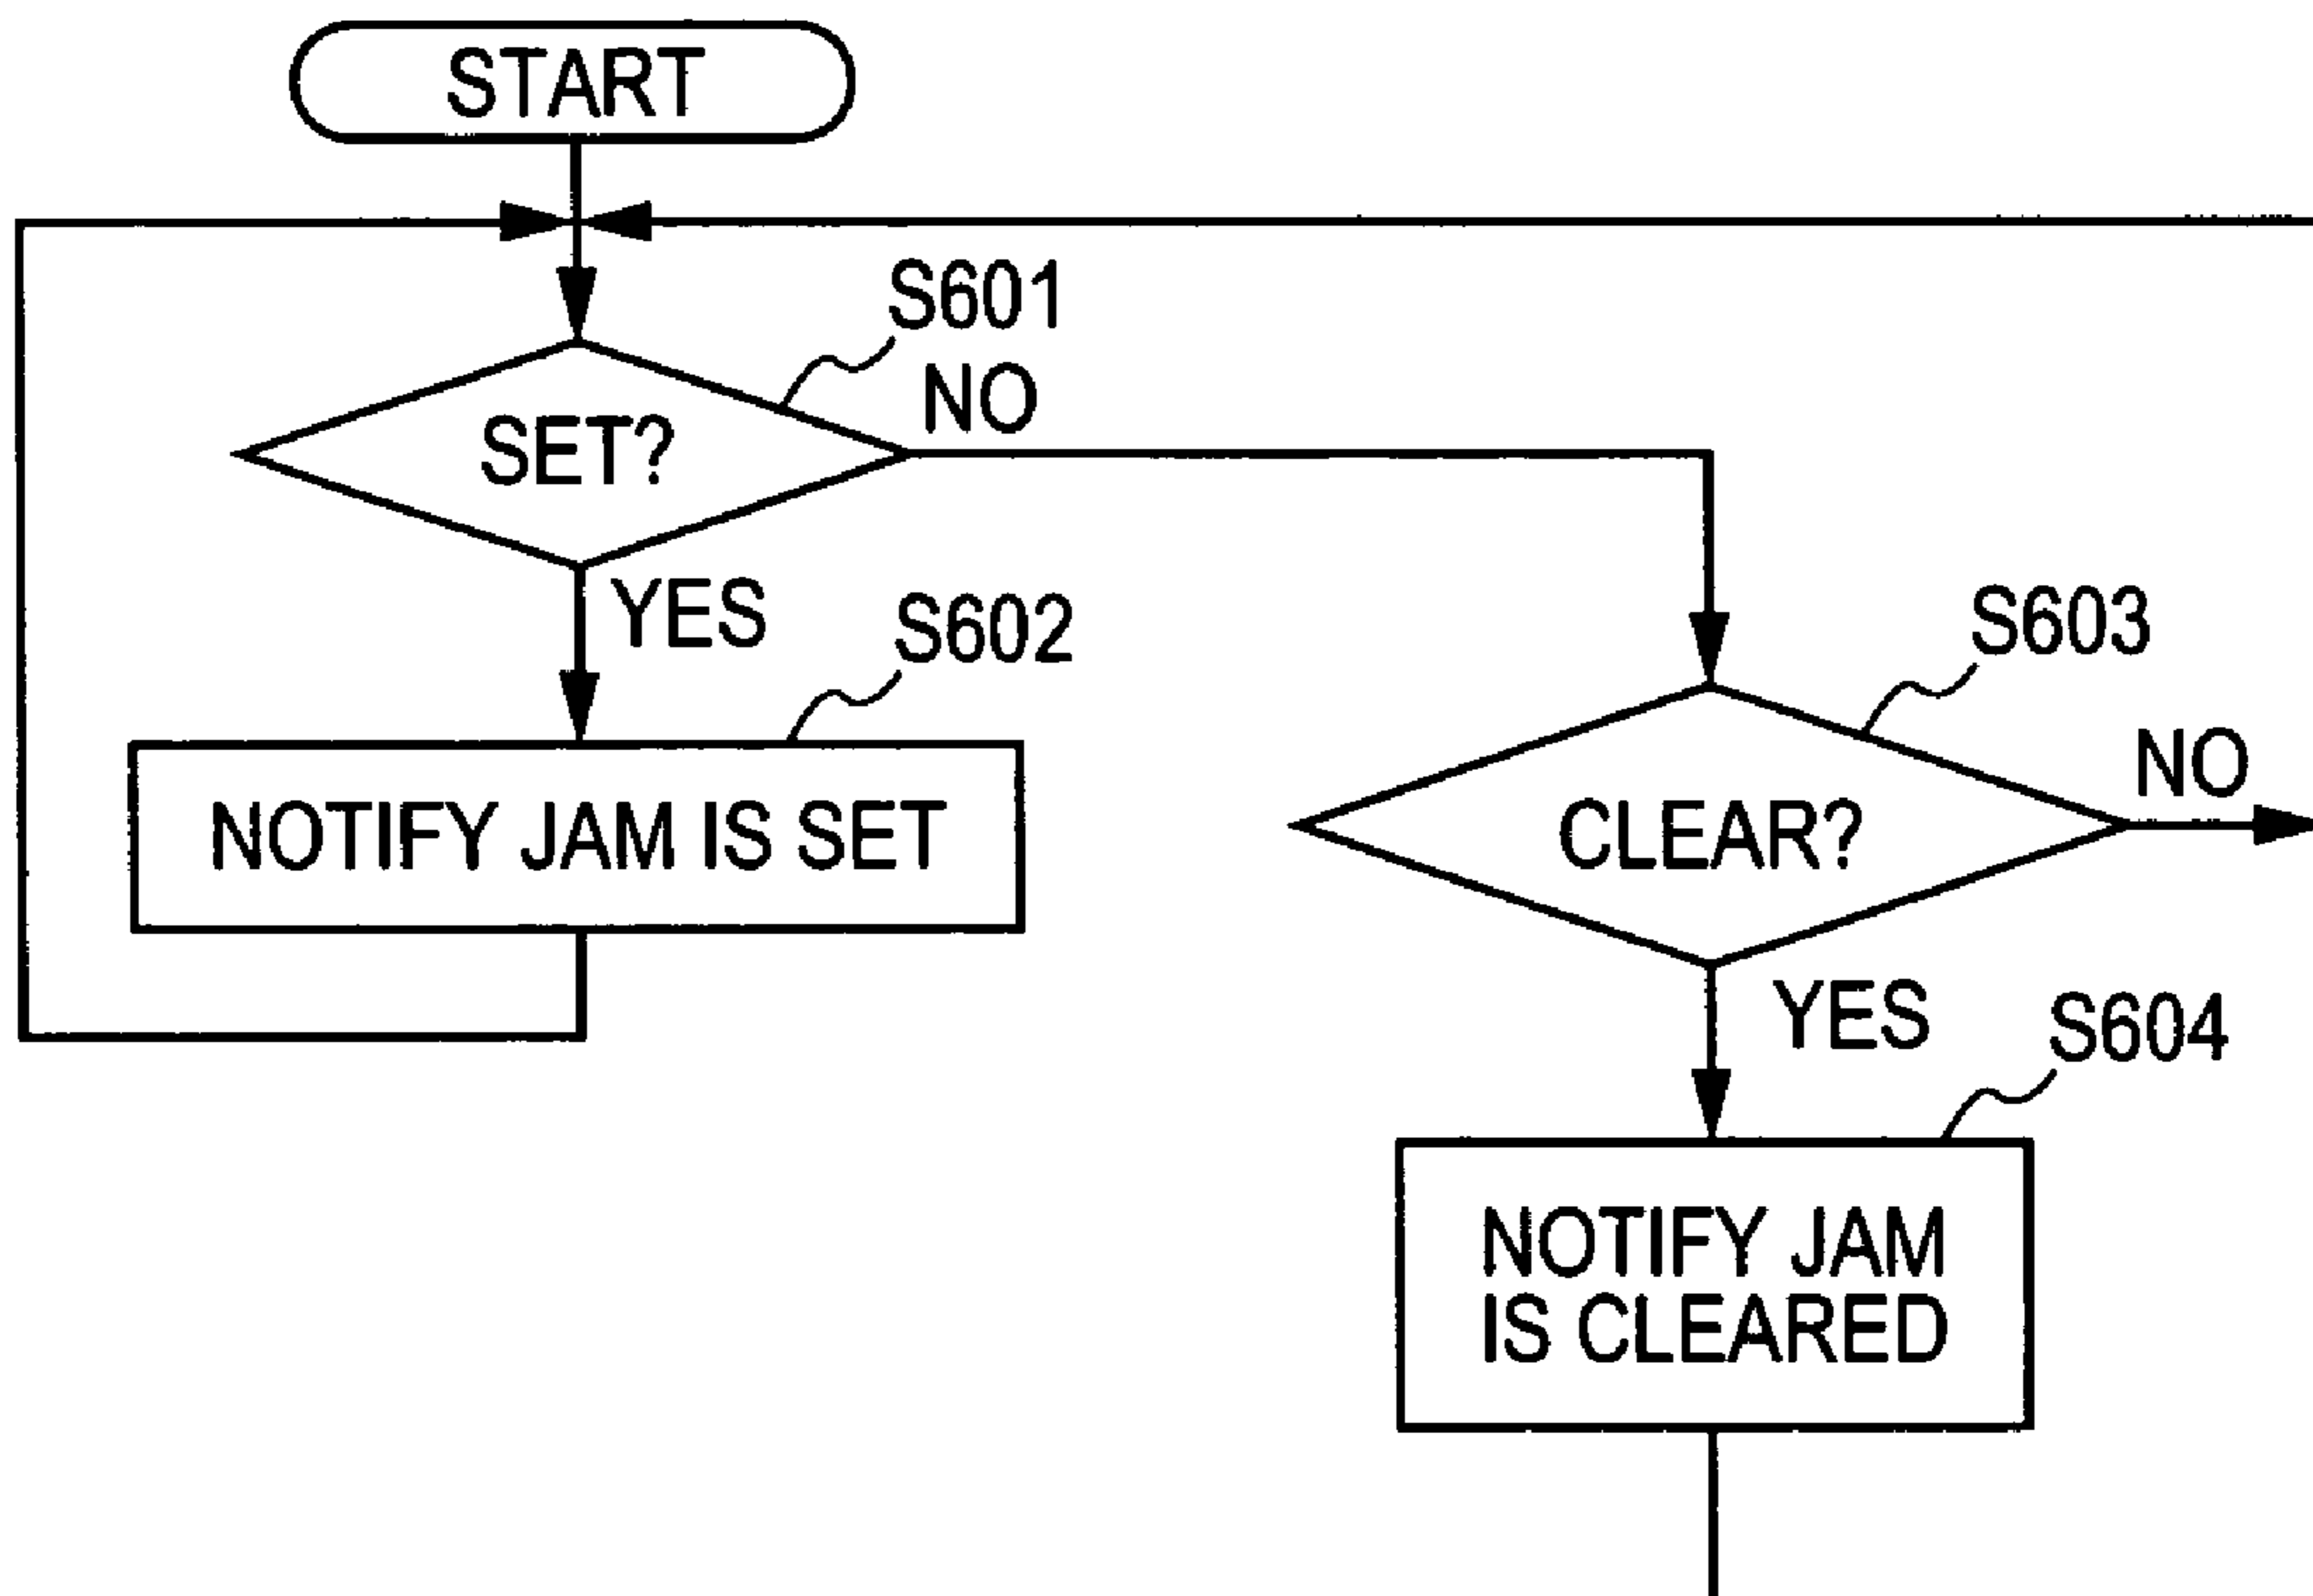 START
S601
NO
SET?
YES
S602
NOTIFY JAM IS SET
S603
NO
CLEAR?
YES
S604
NOTIFY JAM
IS CLEARED